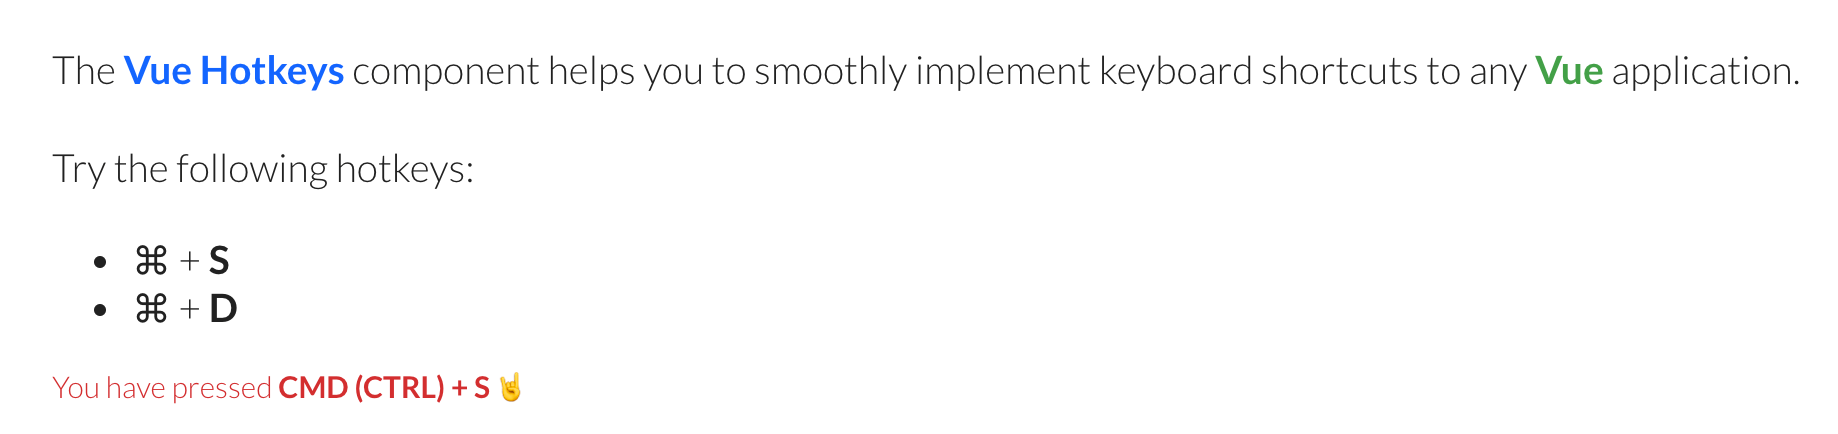 The Vue Hotkeys component helps you to smoothly implement keyboard shortcuts to any Vue application.
Try the following hotkeys:
• ⌘ + S
• ⌘ + D
You have pressed CMD (CTRL) + S 🤘